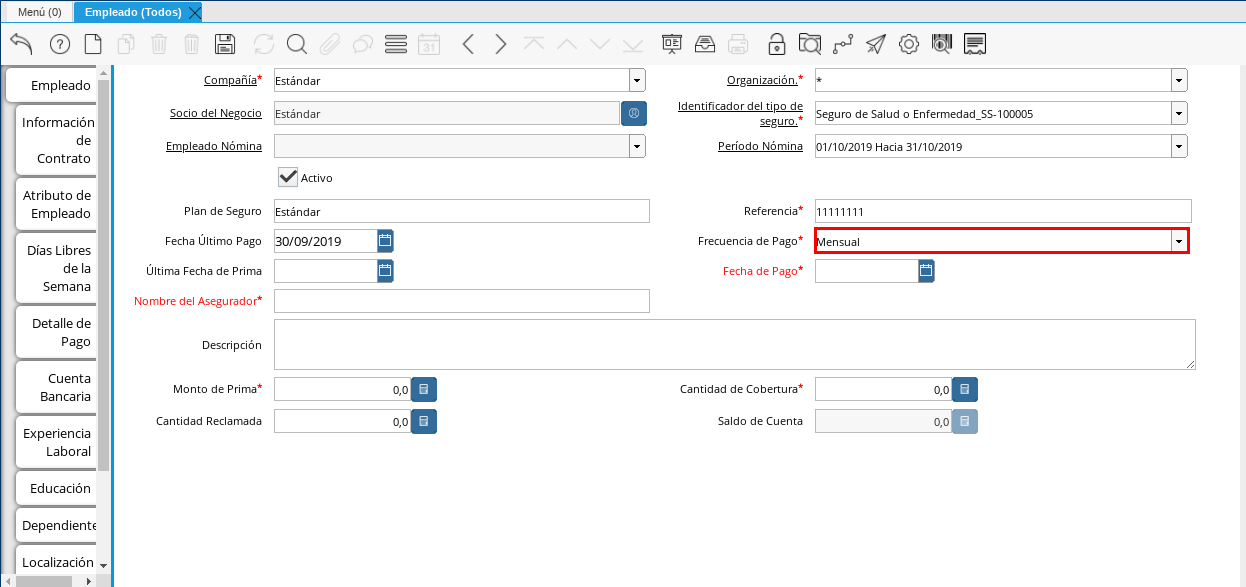 Menú (0)
Empleado (Todos)
31
Empleado
Información
de
Contrato
Atributo de
Empleado
Días Libres
de la
Semana
Detalle de
Pago
Cuenta
Bancaria
Experiencia
Laboral
Educación
Dependiente
Localización
Compañía* Estándar
Organización.* *
Socio del Negocio Estándar
Identificador del tipo de
seguro.* Seguro de Salud o Enfermedad_SS-100005
Empleado Nómina
Período Nómina 01/10/2019 Hacia 31/10/2019
Activo
Plan de Seguro Estándar
Referencia* 11111111
Fecha Último Pago 30/09/2019
Frecuencia de Pago* Mensual
Última Fecha de Prima
Fecha de Pago*
Nombre del Asegurador*
Descripción
Monto de Prima* 0,0
Cantidad de Cobertura* 0,0
Cantidad Reclamada 0,0
Saldo de Cuenta 0,0